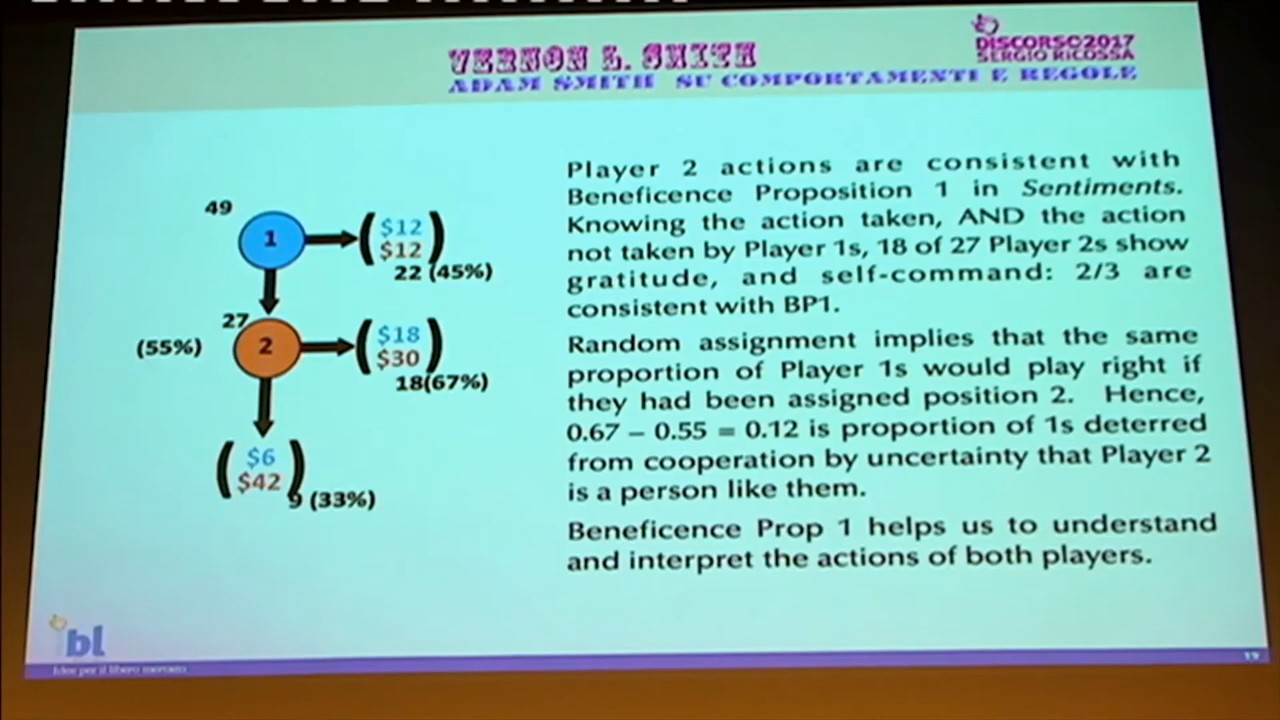 VERNON L. SMITH
DISCORSO2017
SERGIO RICOSSA
ADAM SMITH SU COMPORTAMENTI E REGOLE
49
1
$12
$12
22 (45%)
27
(55%)
2
$18
$30
18(67%)
$6
$42
9 (33%)
Player 2 actions are consistent with
Beneficence Proposition 1 in Sentiments.
Knowing the action taken, AND the action
not taken by Player 1s, 18 of 27 Player 2s show
gratitude, and self-command: 2/3 are
consistent with BP1.
Random assignment implies that the same
proportion of Player 1s would play right if
they had been assigned position 2. Hence,
0.67 – 0.55 = 0.12 is proportion of 1s deterred
from cooperation by uncertainty that Player 2
is a person like them.
Beneficence Prop 1 helps us to understand
and interpret the actions of both players.
ibl
Idee per il libero mercato
19